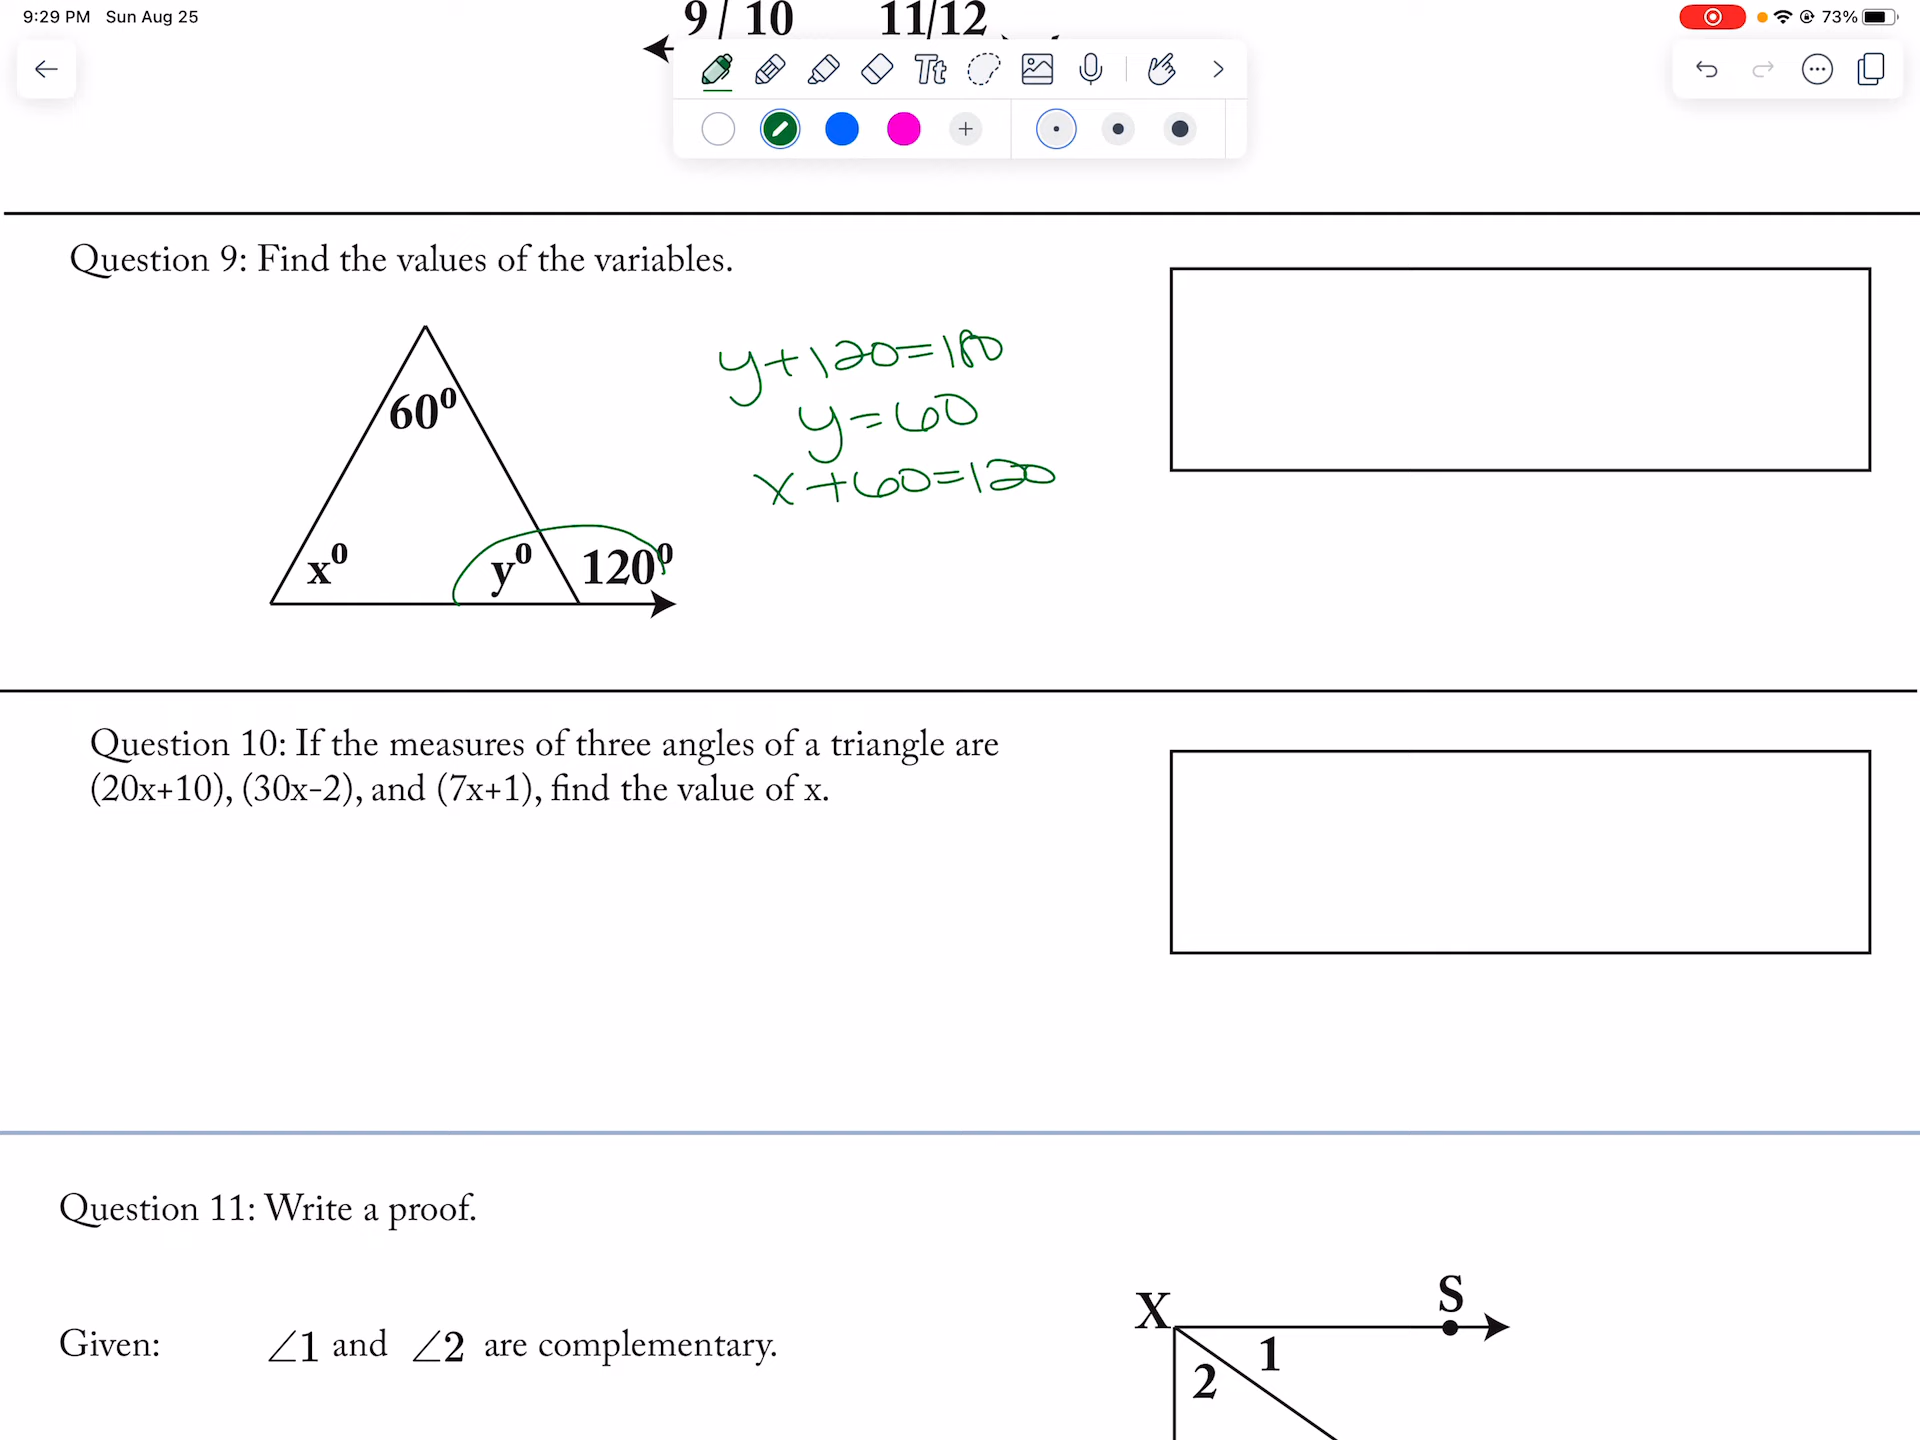 9:29 PM Sun Aug 25
73%
9 / 10 11/12
Tt
Question 9: Find the values of the variables.
60⁰
x⁰ y⁰ 120⁰
y+120=180
y=60
x+60=120
Question 10: If the measures of three angles of a triangle are
(20x+10), (30x-2), and (7x+1), find the value of x.
Question 11: Write a proof.
Given: ∠1 and ∠2 are complementary.
X S
1
2